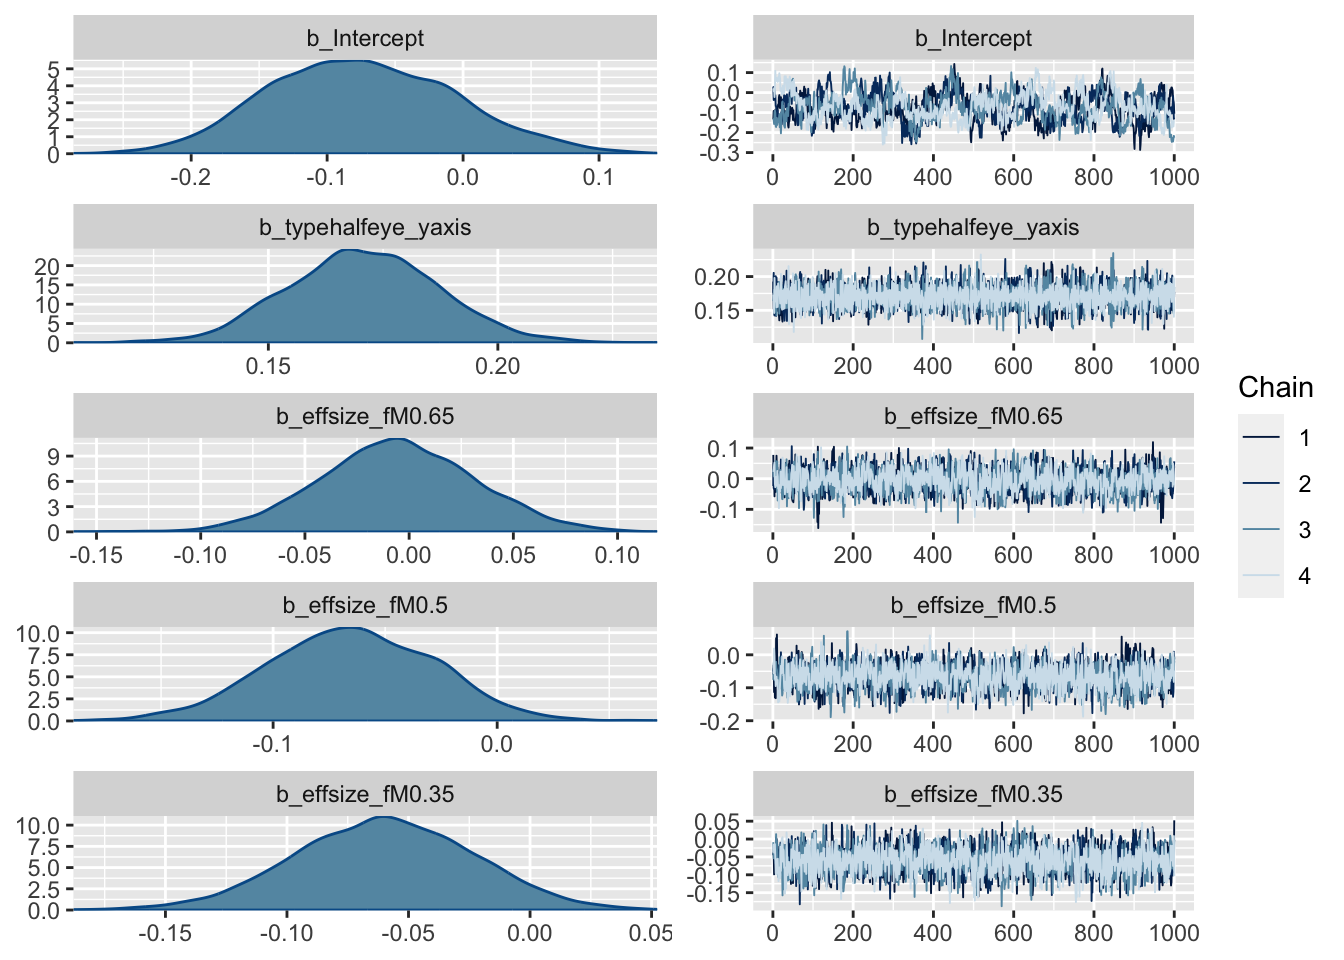 b_Intercept
5
4
3
2
1
0
-0.2 -0.1 0.0 0.1
b_Intercept
0.1
0.0
-0.1
-0.2
-0.3
0 200 400 600 800 1000
b_typehalfeye_yaxis
20
15
10
5
0
0.15 0.20
b_typehalfeye_yaxis
0.20
0.15
0 200 400 600 800 1000
b_effsize_fM0.65
9
6
3
0
-0.15 -0.10 -0.05 0.00 0.05 0.10
b_effsize_fM0.65
0.1
0.0
-0.1
0 200 400 600 800 1000
b_effsize_fM0.5
10.0
7.5
5.0
2.5
0.0
-0.1 0.0
b_effsize_fM0.5
0.0
-0.1
-0.2
0 200 400 600 800 1000
b_effsize_fM0.35
10.0
7.5
5.0
2.5
0.0
-0.15 -0.10 -0.05 0.00 0.05
b_effsize_fM0.35
0.05
0.00
-0.05
-0.10
-0.15
0 200 400 600 800 1000
Chain
1
2
3
4